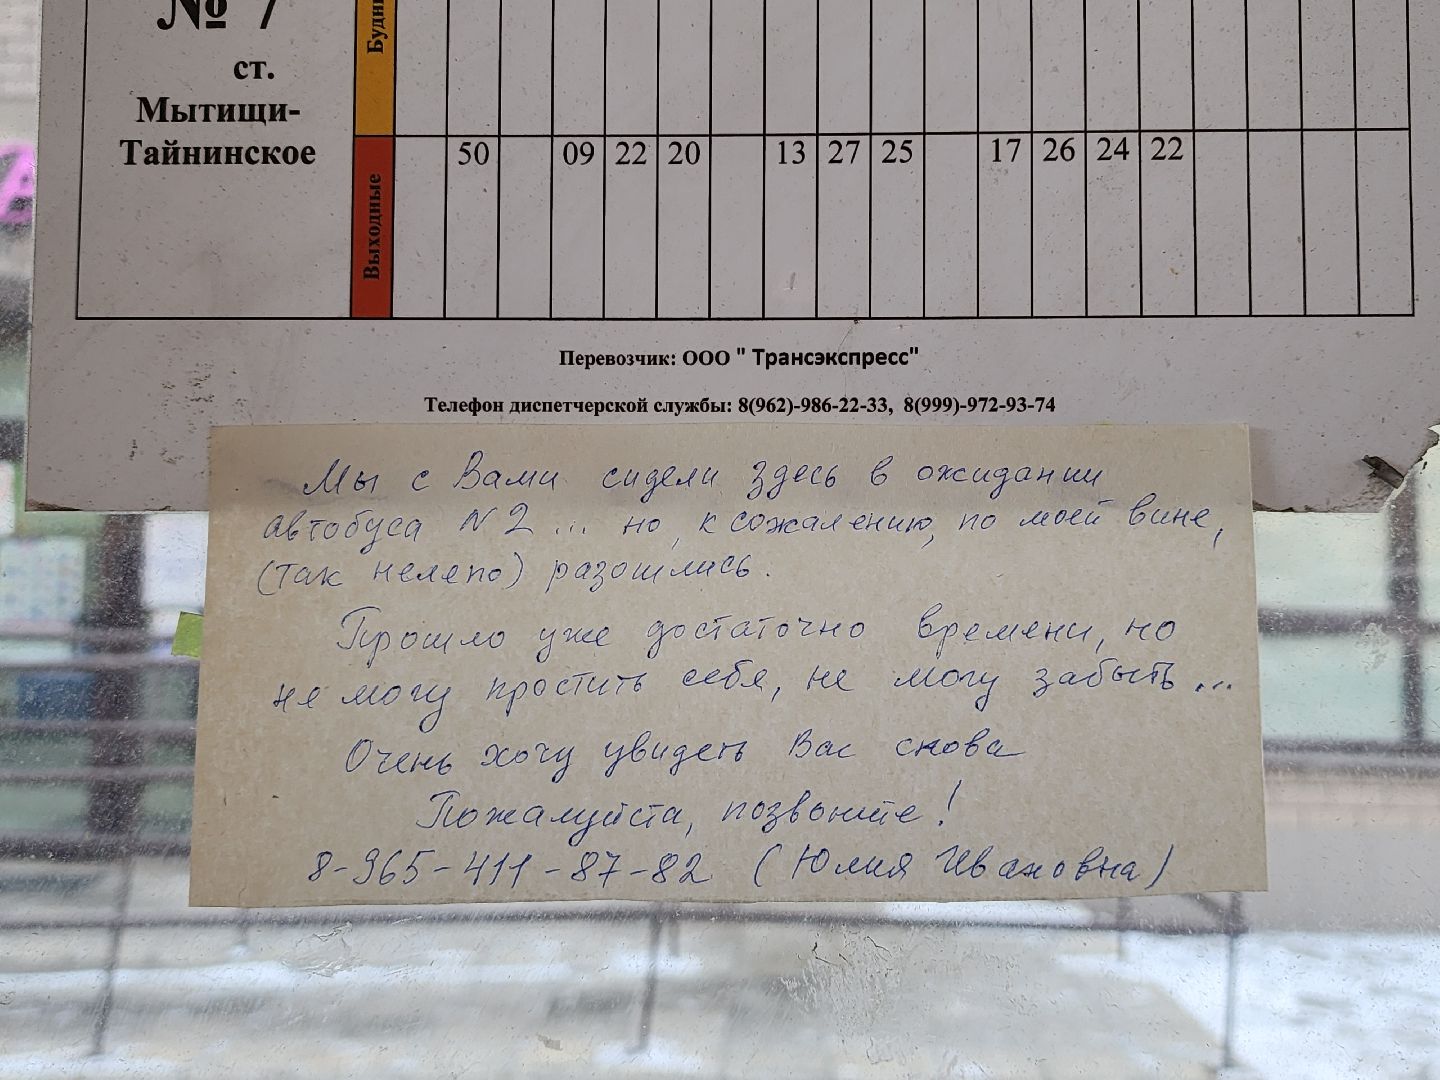 № 7
ст.
Мытищи-
Тайнинское
Будни
Выходные
50 09 22 20 13 27 25 17 26 24 22
Перевозчик: ООО " Трансэкспресс"
Телефон диспетчерской службы: 8(962)-986-22-33, 8(999)-972-93-74
Мы с Вами сидели здесь в ожидании
автобуса N 2 ... но, к сожалению, по моей вине,
(так нелепо) разошлись.
Прошло уже достаточно времени, но
не могу простить себя, не могу забыть...
Очень хочу увидеть Вас снова
Пожалуйста, позвоните!
8-965-411-87-82 (Юлия Ивановна)